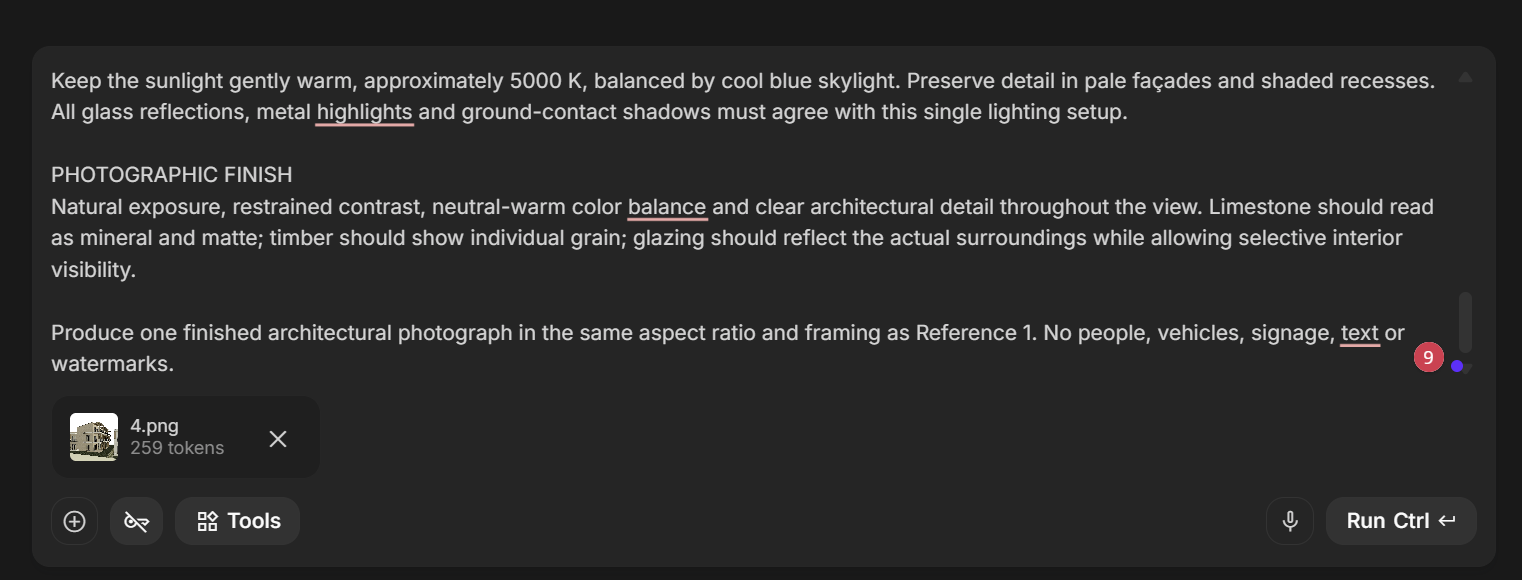 Keep the sunlight gently warm, approximately 5000 K, balanced by cool blue skylight. Preserve detail in pale façades and shaded recesses.
All glass reflections, metal highlights and ground-contact shadows must agree with this single lighting setup.
PHOTOGRAPHIC FINISH
Natural exposure, restrained contrast, neutral-warm color balance and clear architectural detail throughout the view. Limestone should read
as mineral and matte; timber should show individual grain; glazing should reflect the actual surroundings while allowing selective interior
visibility.
Produce one finished architectural photograph in the same aspect ratio and framing as Reference 1. No people, vehicles, signage, text or
watermarks.
9
4.png
259 tokens
Tools
Run Ctrl ↵